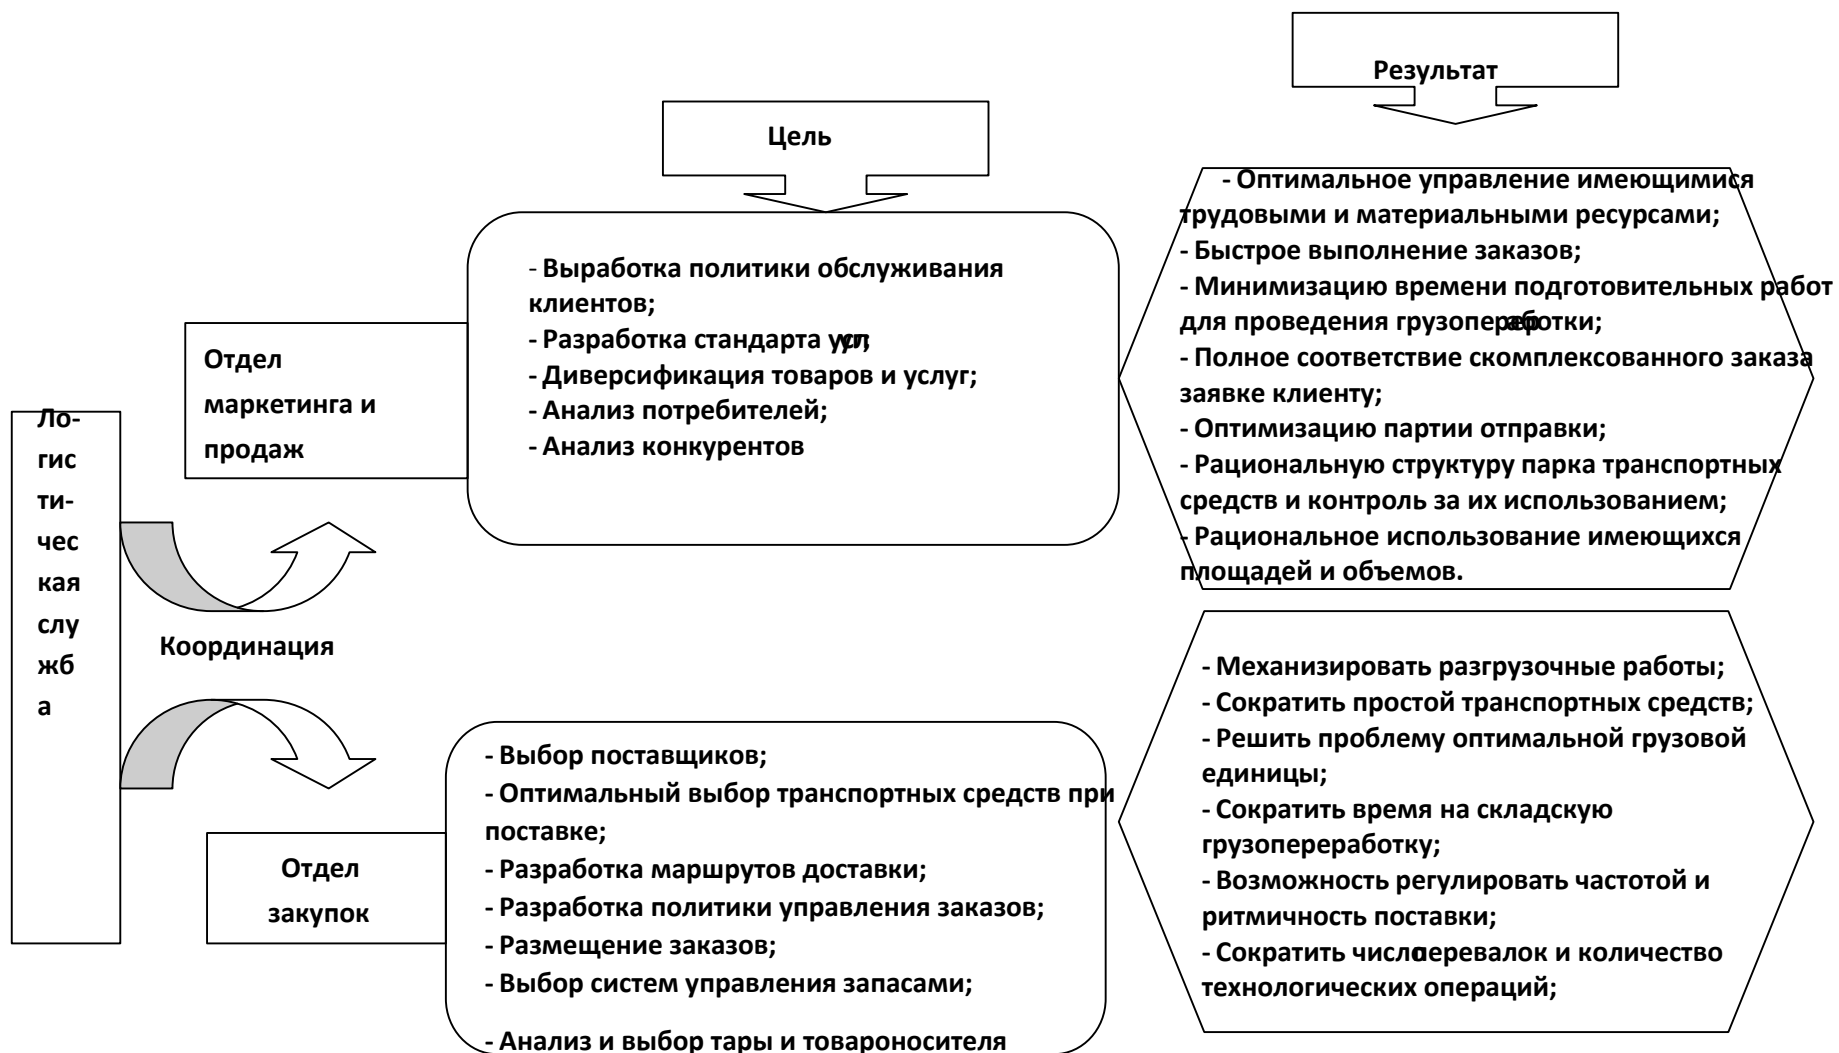 Результат
Цель
Ло-
гис
ти-
чес
кая
слу
жб
а
Координация
Отдел
маркетинга и
продаж
- Выработка политики обслуживания
клиентов;
- Разработка стандарта
- Диверсификация товаров и услуг;
- Анализ потребителей;
- Анализ конкурентов
- Оптимальное управление имеющимися
трудовыми и материальными ресурсами;
- Быстрое выполнение заказов;
- Минимизацию времени подготовительных работ
для проведения грузопереработки;
- Полное соответствие скомплексованного заказа
заявке клиенту;
- Оптимизацию партии отправки;
- Рациональную структуру парка транспортных
средств и контроль за их использованием;
- Рациональное использование имеющихся
площадей и объемов.
Отдел
закупок
- Выбор поставщиков;
- Оптимальный выбор транспортных средств при
поставке;
- Разработка маршрутов доставки;
- Разработка политики управления заказов;
- Размещение заказов;
- Выбор систем управления запасами;
- Анализ и выбор тары и товароносителя
- Механизировать разгрузочные работы;
- Сократить простой транспортных средств;
- Решить проблему оптимальной грузовой
единицы;
- Сократить время на складскую
грузопереработку;
- Возможность регулировать частотой и
ритмичность поставки;
- Сократить число перевалок и количество
технологических операций;